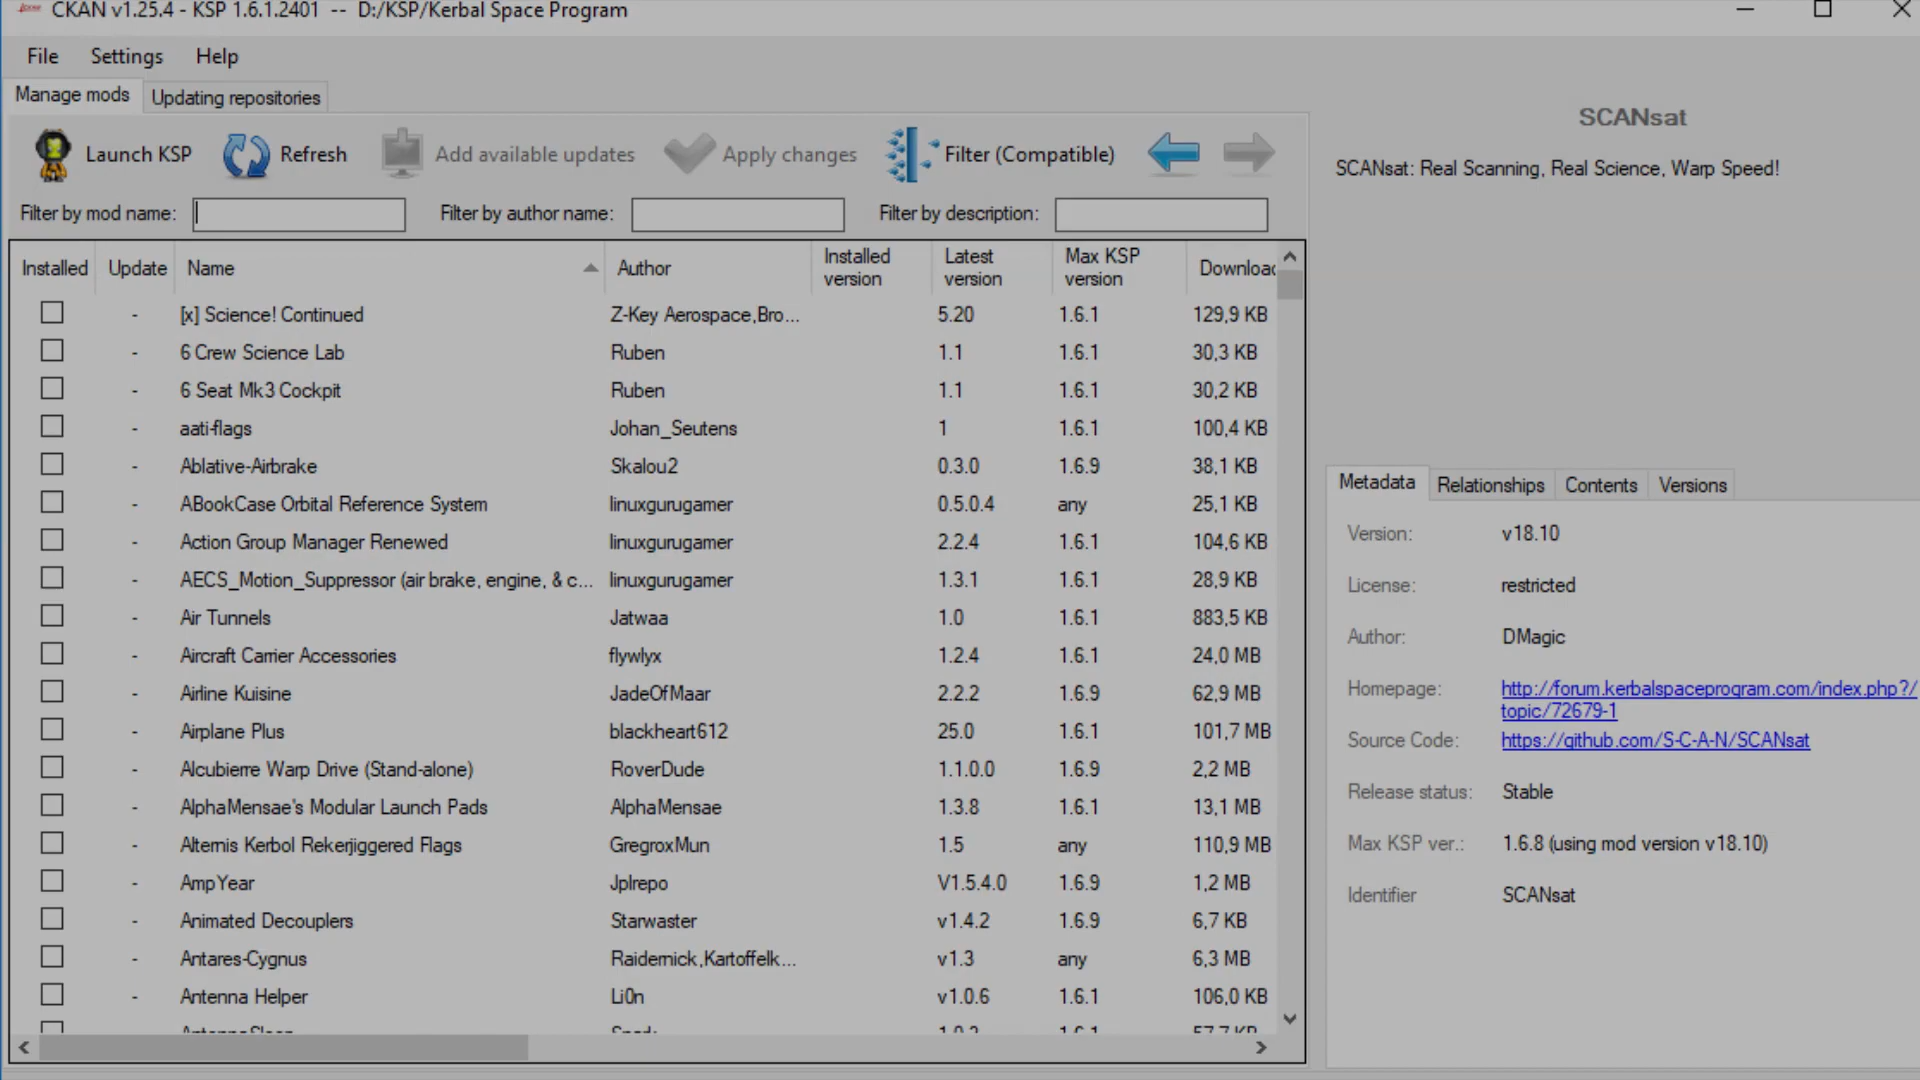 CKAN v1.25.4 - KSP 1.6.1.2401 -- D:/KSP/Kerbal Space Program
File Settings Help
Manage mods Updating repositories
Launch KSP Refresh Add available updates Apply changes Filter (Compatible)
Filter by mod name: Filter by author name: Filter by description:
Installed Update Name Author Installed version Latest version Max KSP version Downloa
- [x] Science! Continued Z-Key Aerospace,Bro... 5.20 1.6.1 129,9 KB
- 6 Crew Science Lab Ruben 1.1 1.6.1 30,3 KB
- 6 Seat Mk3 Cockpit Ruben 1.1 1.6.1 30,2 KB
- aati-flags Johan_Seutens 1 1.6.1 100,4 KB
- Ablative-Airbrake Skalou2 0.3.0 1.6.9 38,1 KB
- ABookCase Orbital Reference System linuxgurugamer 0.5.0.4 any 25,1 KB
- Action Group Manager Renewed linuxgurugamer 2.2.4 1.6.1 104,6 KB
- AECS_Motion_Suppressor (air brake, engine, & c... linuxgurugamer 1.3.1 1.6.1 28,9 KB
- Air Tunnels Jatwaa 1.0 1.6.1 883,5 KB
- Aircraft Carrier Accessories flywlyx 1.2.4 1.6.1 24,0 MB
- Airline Kuisine JadeOfMaar 2.2.2 1.6.9 62,9 MB
- Airplane Plus blackheart612 25.0 1.6.1 101,7 MB
- Alcubierre Warp Drive (Stand-alone) RoverDude 1.1.0.0 1.6.9 2,2 MB
- AlphaMensae's Modular Launch Pads AlphaMensae 1.3.8 1.6.1 13,1 MB
- Alternis Kerbol Rekerjiggered Flags GregroxMun 1.5 any 110,9 MB
- AmpYear Jplrepo V1.5.4.0 1.6.9 1,2 MB
- Animated Decouplers Starwaster v1.4.2 1.6.9 6,7 KB
- Antares-Cygnus Raidernick,Kartoffelk... v1.3 any 6,3 MB
- Antenna Helper Li0n v1.0.6 1.6.1 106,0 KB
SCANsat
SCANsat: Real Scanning, Real Science, Warp Speed!
Metadata Relationships Contents Versions
Version: v18.10
License: restricted
Author: DMagic
Homepage: http://forum.kerbalspaceprogram.com/index.php?/
topic/72679-1
Source Code: https://github.com/S-C-A-N/SCANsat
Release status: Stable
Max KSP ver.: 1.6.8 (using mod version v18.10)
Identifier SCANsat